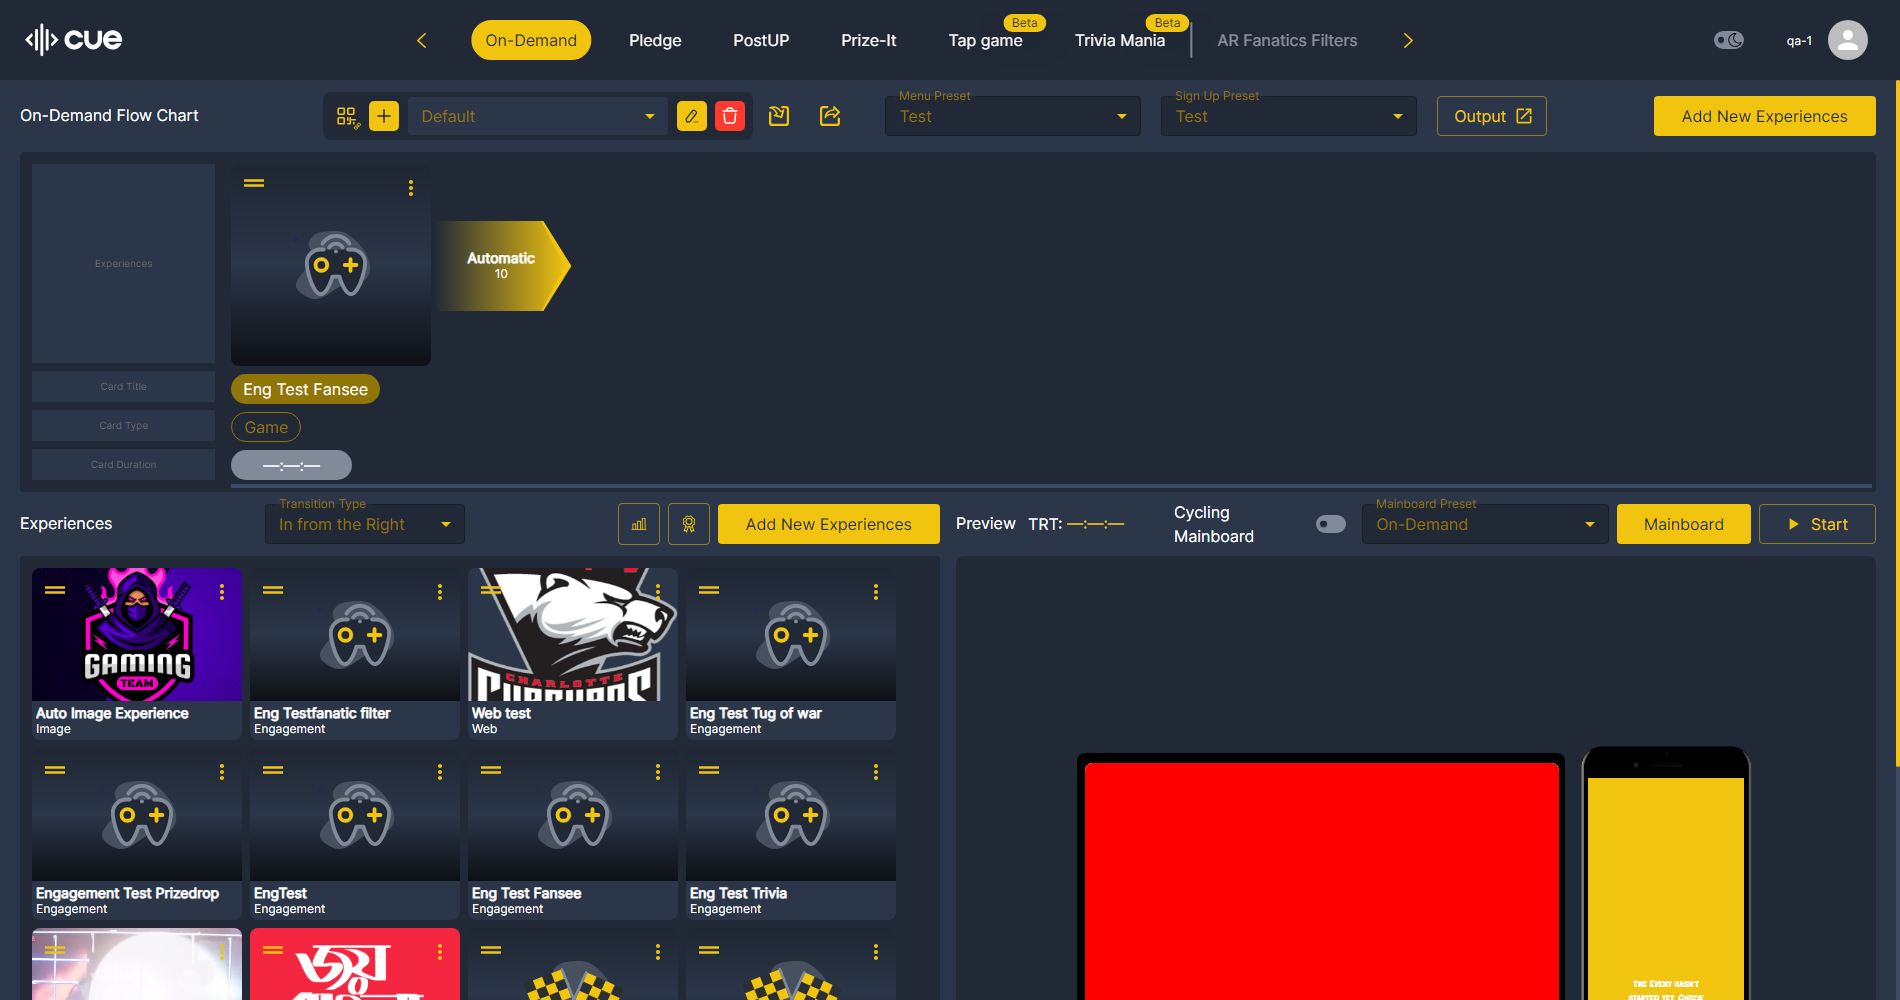 cue
On-Demand
Pledge
PostUP
Prize-It
Tap game
Beta
Trivia Mania
Beta
AR Fanatics Filters
qa-1
On-Demand Flow Chart
Default
Menu Preset
Test
Sign Up Preset
Test
Output
Add New Experiences
Experiences
Automatic
10
Card Title
Eng Test Fansee
Card Type
Game
Card Duration
—:—:—
Experiences
Transition Type
In from the Right
Add New Experiences
Preview
TRT: —:—:—
Cycling
Mainboard
Mainboard Preset
On-Demand
Mainboard
Start
GAMING
TEAM
Auto Image Experience
Image
Eng Testfanatic filter
Engagement
CHARLOTTE
Web test
Web
Eng Test Tug of war
Engagement
Engagement Test Prizedrop
Engagement
EngTest
Engagement
Eng Test Fansee
Engagement
Eng Test Trivia
Engagement
জয়
The Event hasn't
started yet. Check